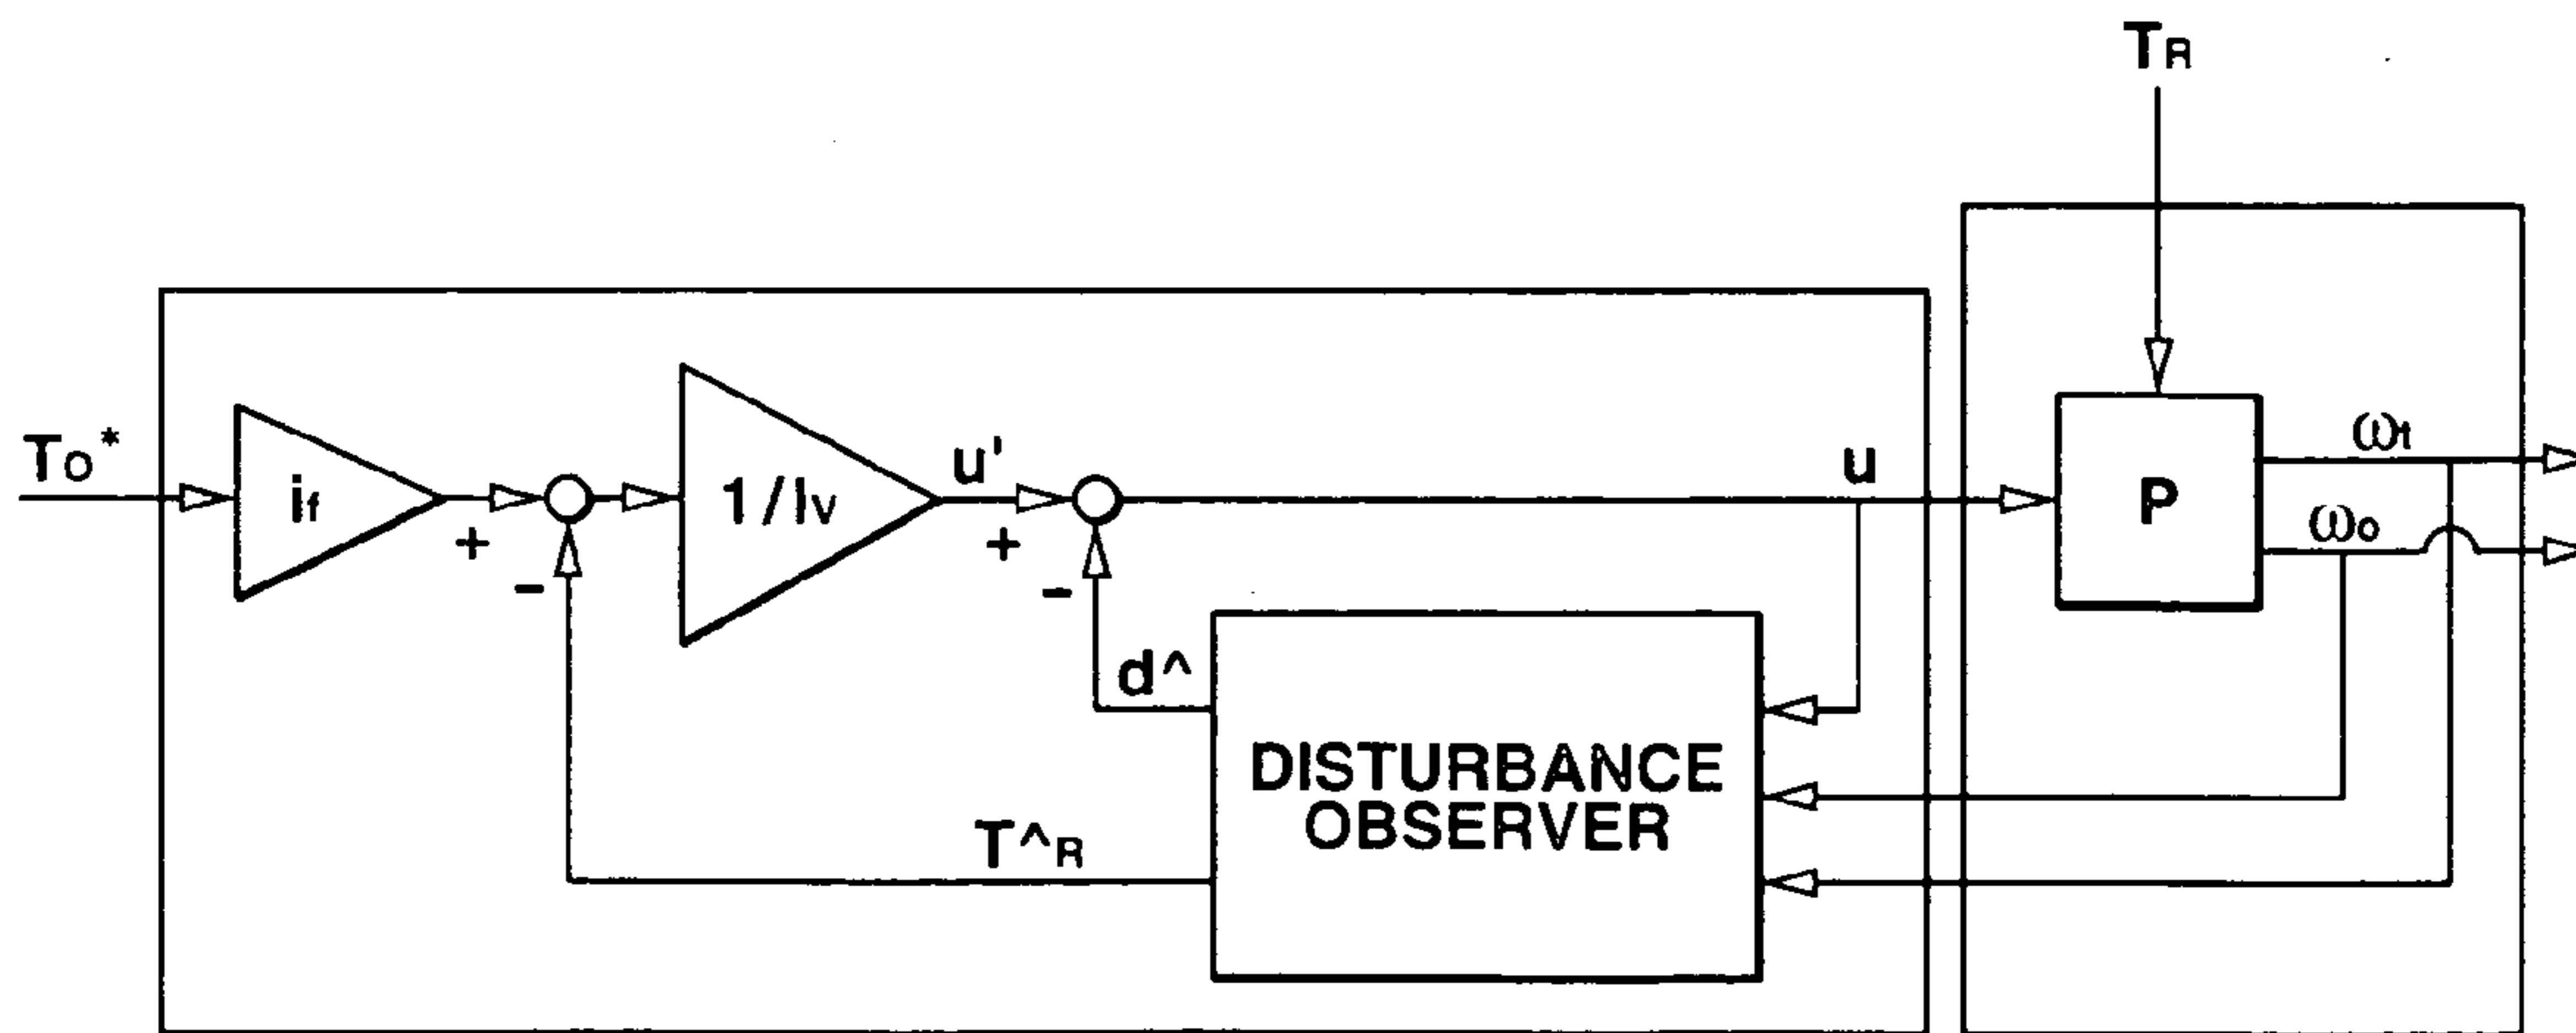 TR
To*
if
+
-
1/Iv
u'
+
-
u
P
ωt
ωo
d^
DISTURBANCE
OBSERVER
T^R